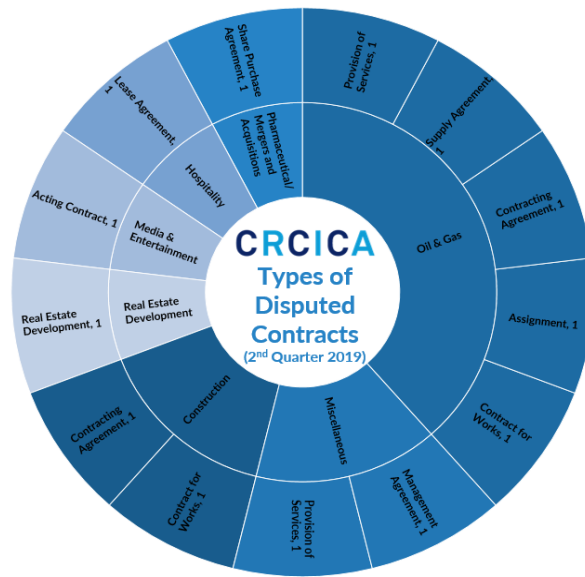 CRCICA
Types of
Disputed
Contracts
(2nd Quarter 2019)
Oil & Gas
Provision of
Services, 1
Supply Agreement,
1
Contracting
Agreement, 1
Assignment, 1
Contract for
Works, 1
Miscellaneous
Management
Agreement, 1
Provision of
Services, 1
Construction
Contract for
Works, 1
Contracting
Agreement, 1
Real Estate
Development
Real Estate
Development, 1
Media &
Entertainment
Acting Contract, 1
Hospitality
Lease Agreement,
1
Pharmaceutical/
Mergers and
Acquisitions
Share Purchase
Agreement, 1